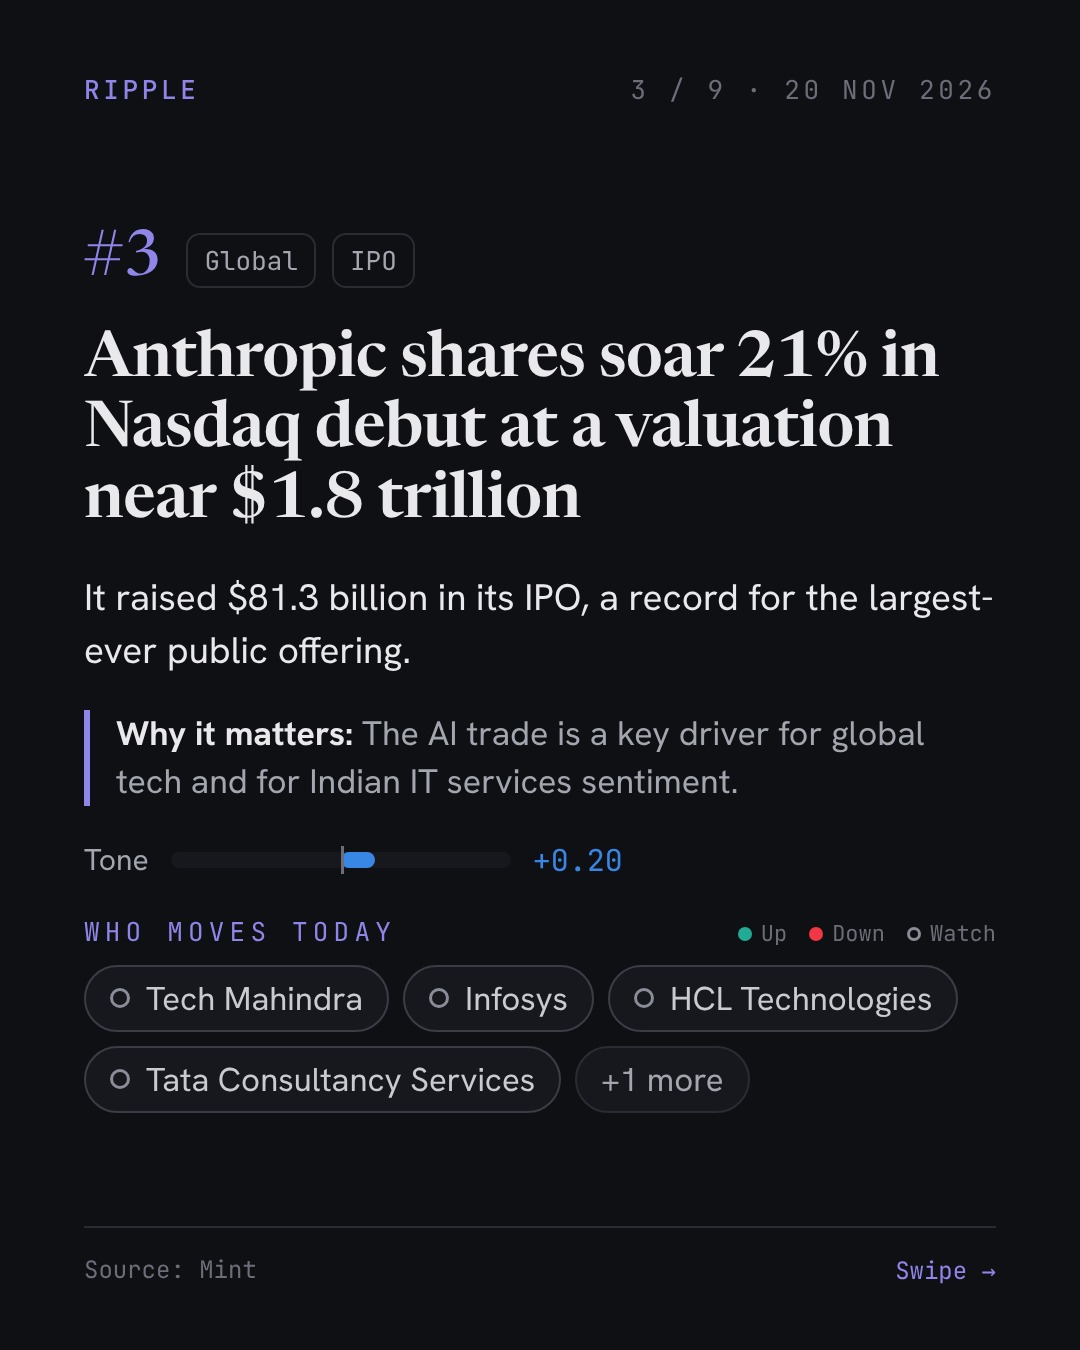 RIPPLE
3 / 9 · 20 NOV 2026
#3
Global
IPO
Anthropic shares soar 21% in
Nasdaq debut at a valuation
near $1.8 trillion
It raised $81.3 billion in its IPO, a record for the largest-
ever public offering.
Why it matters: The AI trade is a key driver for global
tech and for Indian IT services sentiment.
Tone
+0.20
WHO MOVES TODAY
Up
Down
Watch
Tech Mahindra
Infosys
HCL Technologies
Tata Consultancy Services
+1 more
Source: Mint
Swipe →